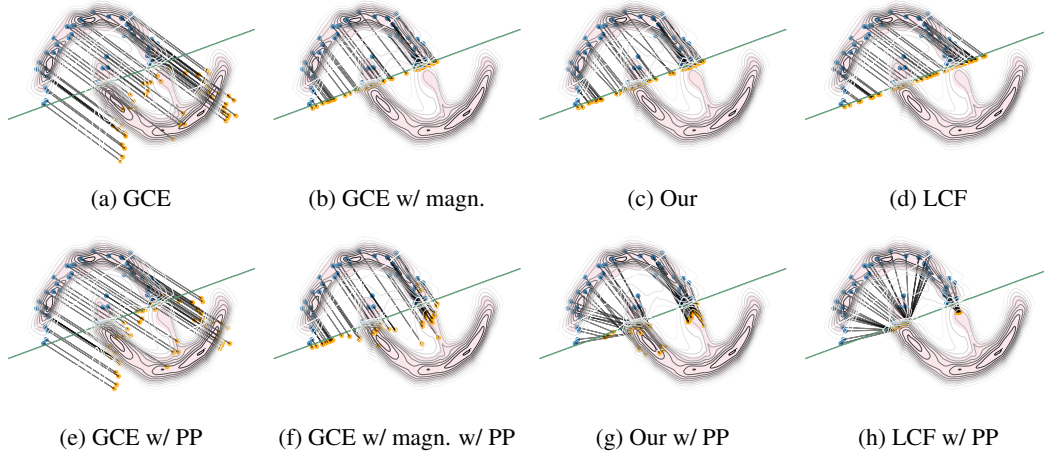 (a) GCE
(b) GCE w/ magn.
(c) Our
(d) LCF
(e) GCE w/ PP
(f) GCE w/ magn. w/ PP
(g) Our w/ PP
(h) LCF w/ PP